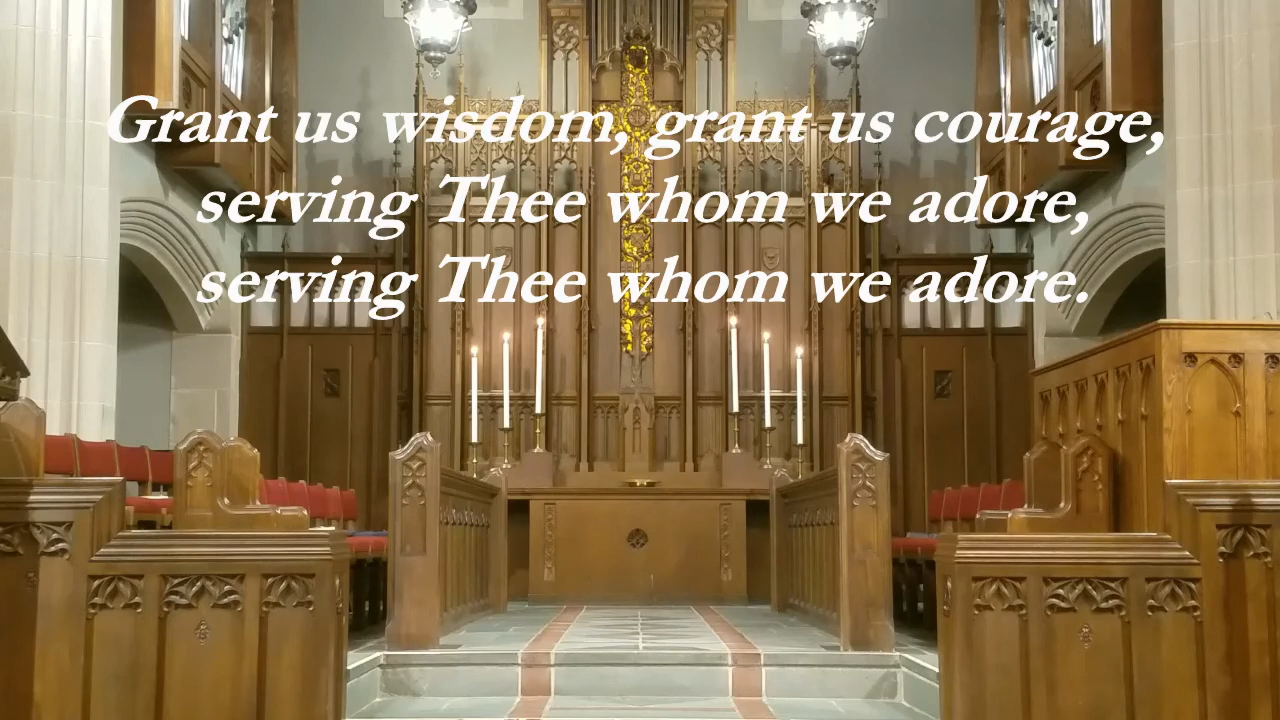 Grant us wisdom, grant us courage,
serving Thee whom we adore,
serving Thee whom we adore.